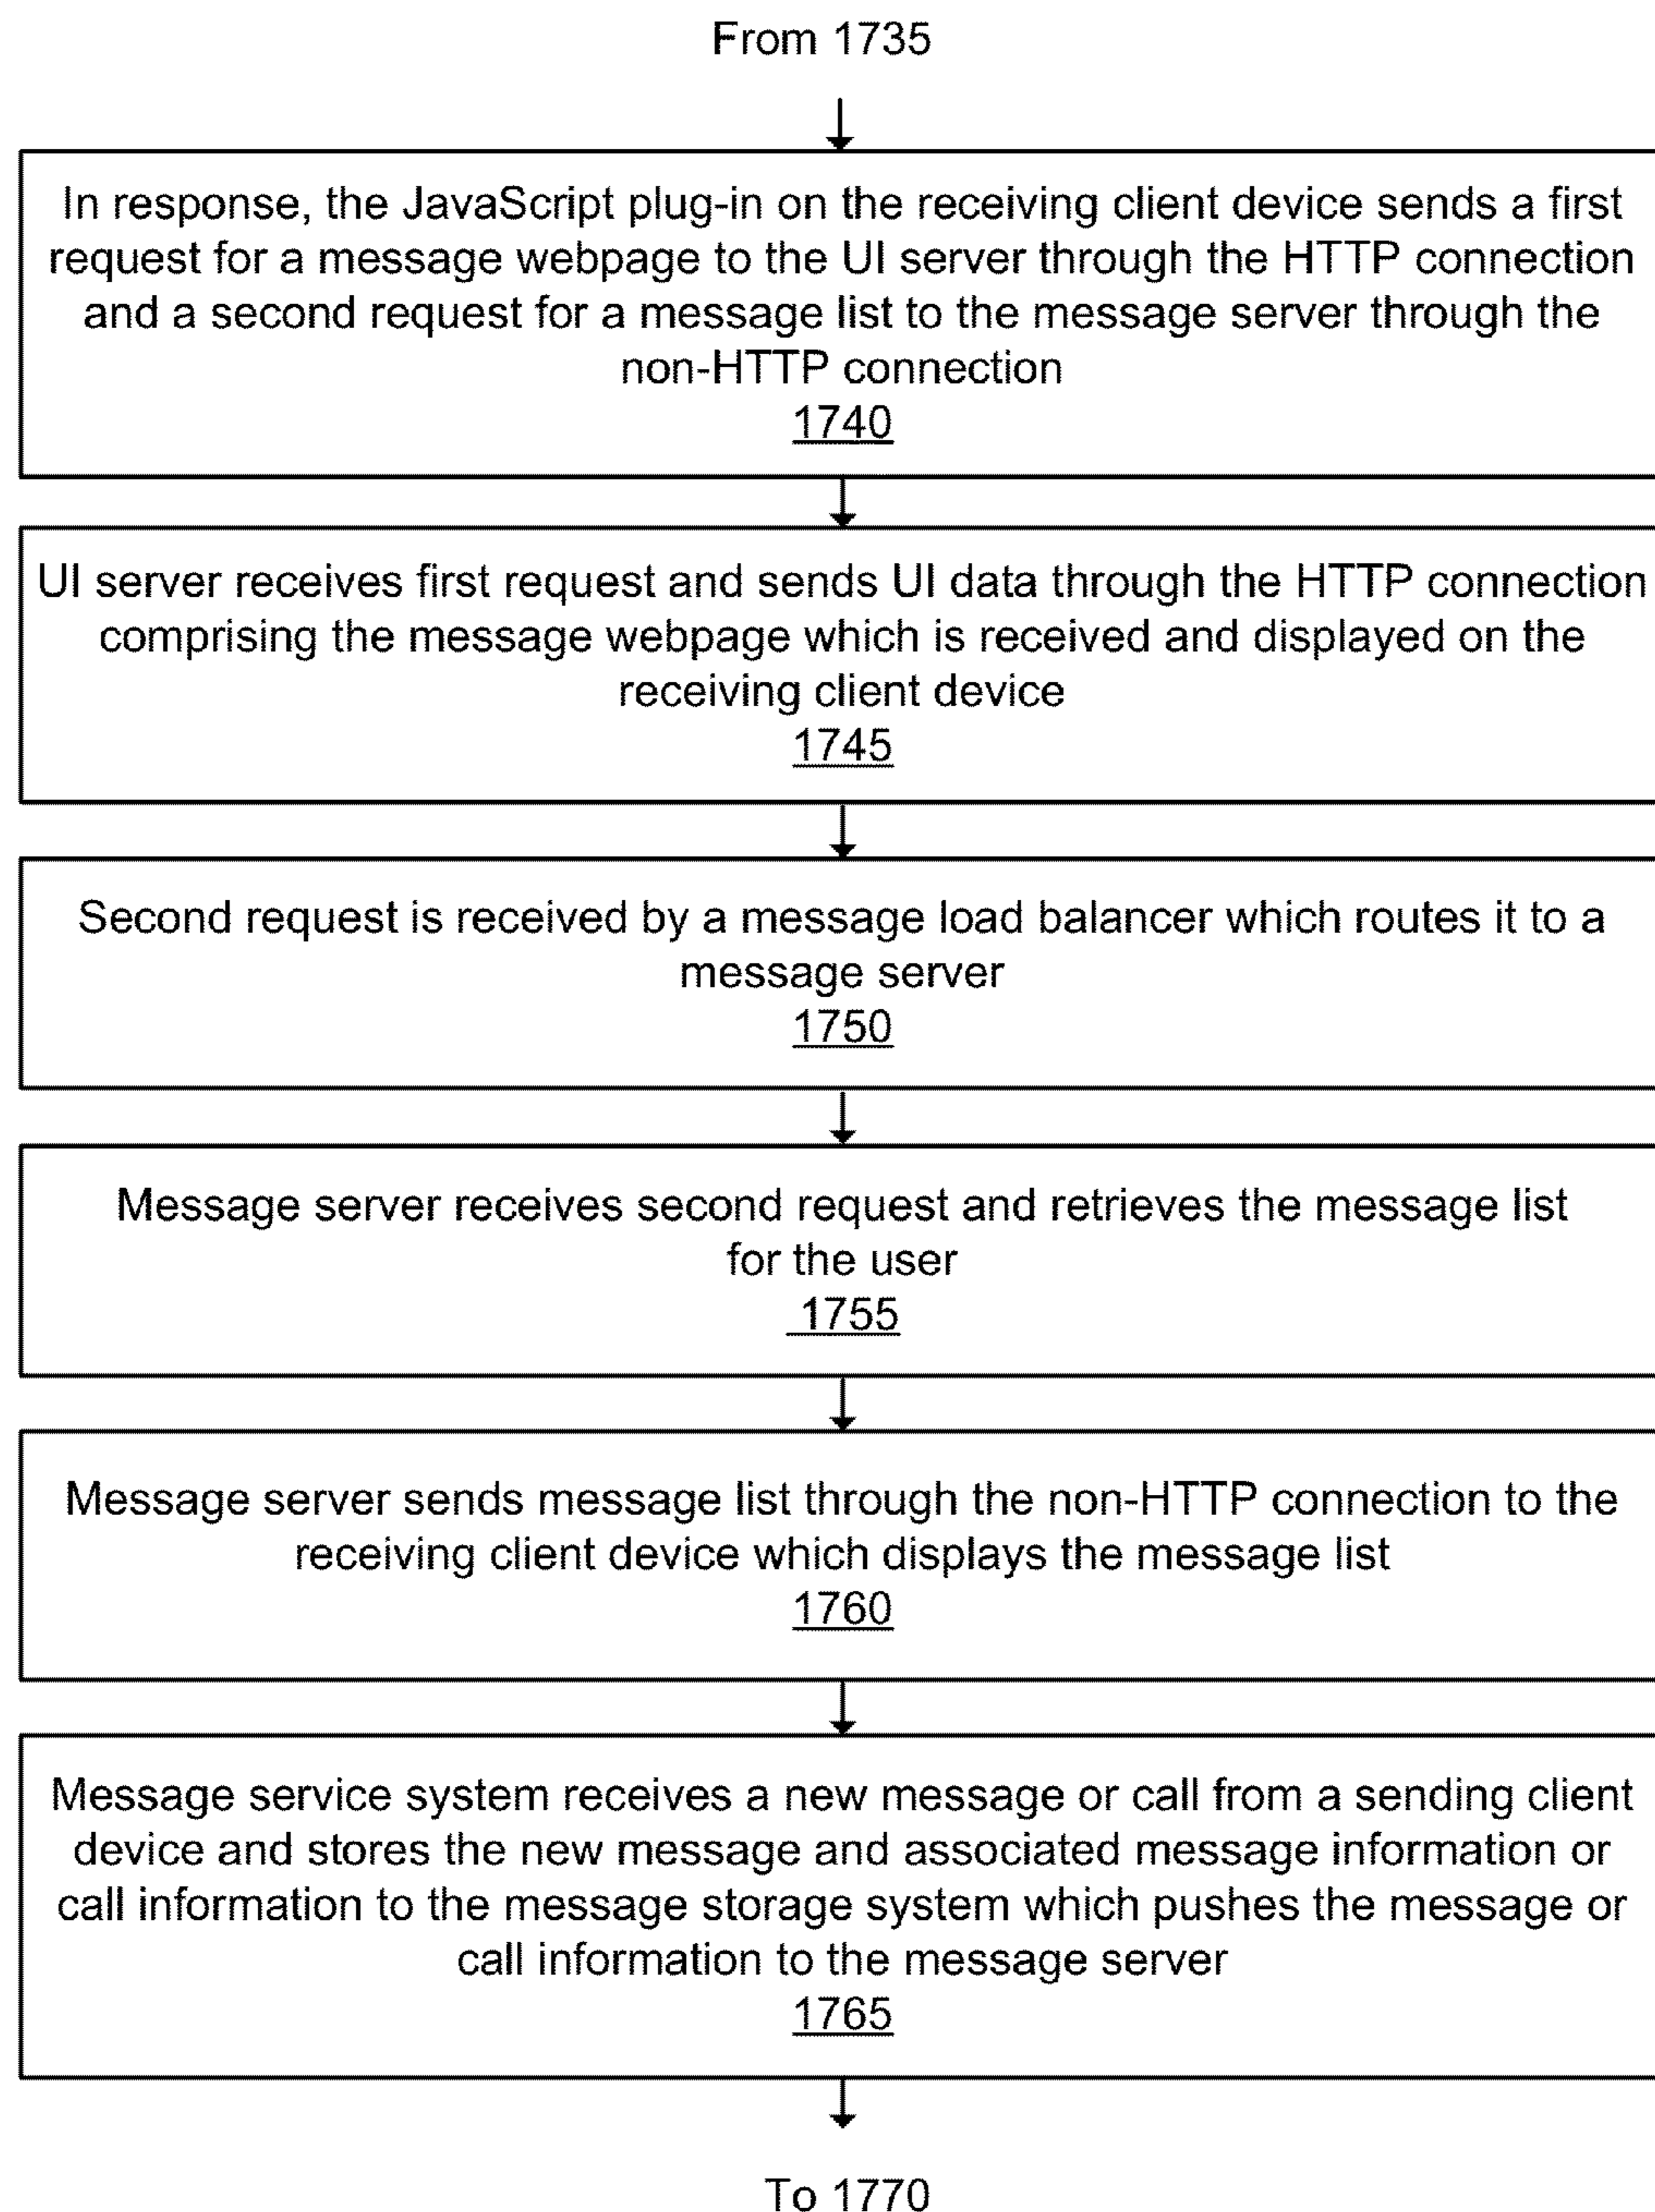 From 1735
In response, the JavaScript plug-in on the receiving client device sends a first
request for a message webpage to the UI server through the HTTP connection
and a second request for a message list to the message server through the
non-HTTP connection
1740
UI server receives first request and sends UI data through the HTTP connection
comprising the message webpage which is received and displayed on the
receiving client device
1745
Second request is received by a message load balancer which routes it to a
message server
1750
Message server receives second request and retrieves the message list
for the user
1755
Message server sends message list through the non-HTTP connection to the
receiving client device which displays the message list
1760
Message service system receives a new message or call from a sending client
device and stores the new message and associated message information or
call information to the message storage system which pushes the message or
call information to the message server
1765
To 1770